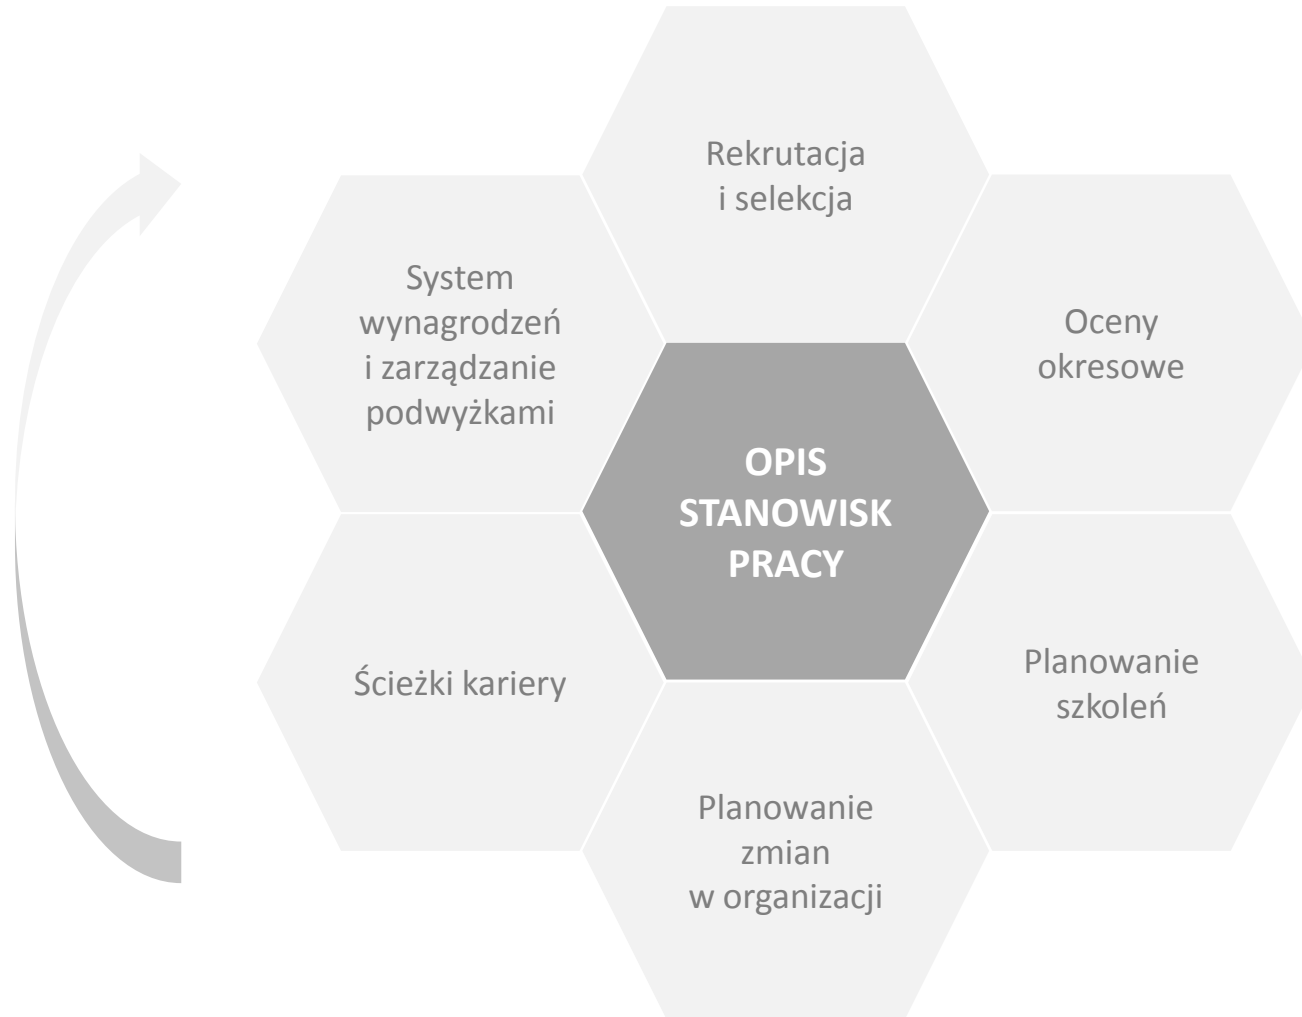 Rekrutacja
i selekcja
System
wynagrodzeń
i zarządzanie
podwyżkami
Oceny
okresowe
OPIS
STANOWISK
PRACY
Ścieżki kariery
Planowanie
szkoleń
Planowanie
zmian
w organizacji